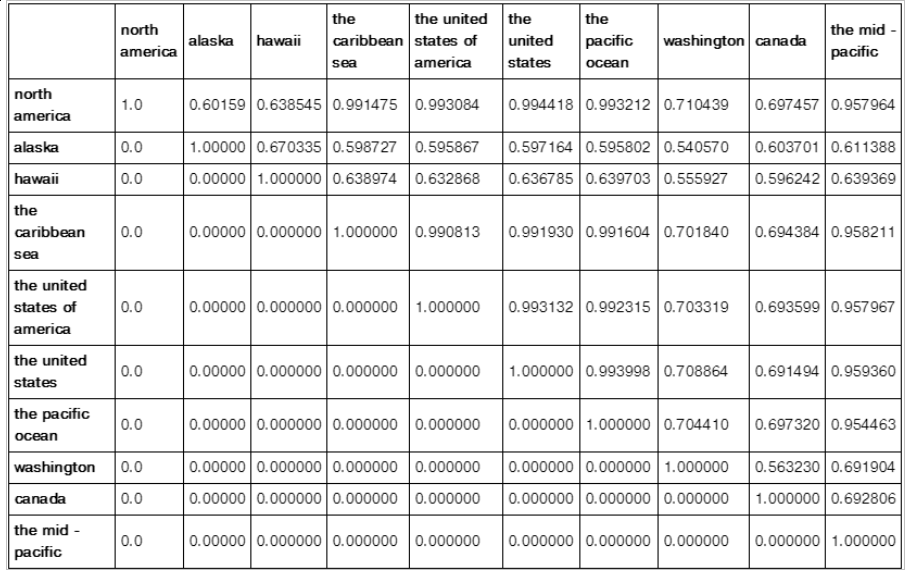 north america alaska hawaii the caribbean sea the united states of america the united states the pacific ocean washington canada the mid - pacific
north america 1.0 0.60159 0.638545 0.991475 0.993084 0.994418 0.993212 0.710439 0.697457 0.957964
alaska 0.0 1.00000 0.670335 0.598727 0.595867 0.597164 0.595802 0.540570 0.603701 0.611388
hawaii 0.0 0.00000 1.000000 0.638974 0.632868 0.636785 0.639703 0.555927 0.596242 0.639369
the caribbean sea 0.0 0.00000 0.000000 1.000000 0.990813 0.991930 0.991604 0.701840 0.694384 0.958211
the united states of america 0.0 0.00000 0.000000 0.000000 1.000000 0.993132 0.992315 0.703319 0.693599 0.957967
the united states 0.0 0.00000 0.000000 0.000000 0.000000 1.000000 0.993998 0.708864 0.691494 0.959360
the pacific ocean 0.0 0.00000 0.000000 0.000000 0.000000 0.000000 1.000000 0.704410 0.697320 0.954463
washington 0.0 0.00000 0.000000 0.000000 0.000000 0.000000 0.000000 1.000000 0.563230 0.691904
canada 0.0 0.00000 0.000000 0.000000 0.000000 0.000000 0.000000 0.000000 1.000000 0.692806
the mid - pacific 0.0 0.00000 0.000000 0.000000 0.000000 0.000000 0.000000 0.000000 0.000000 1.000000